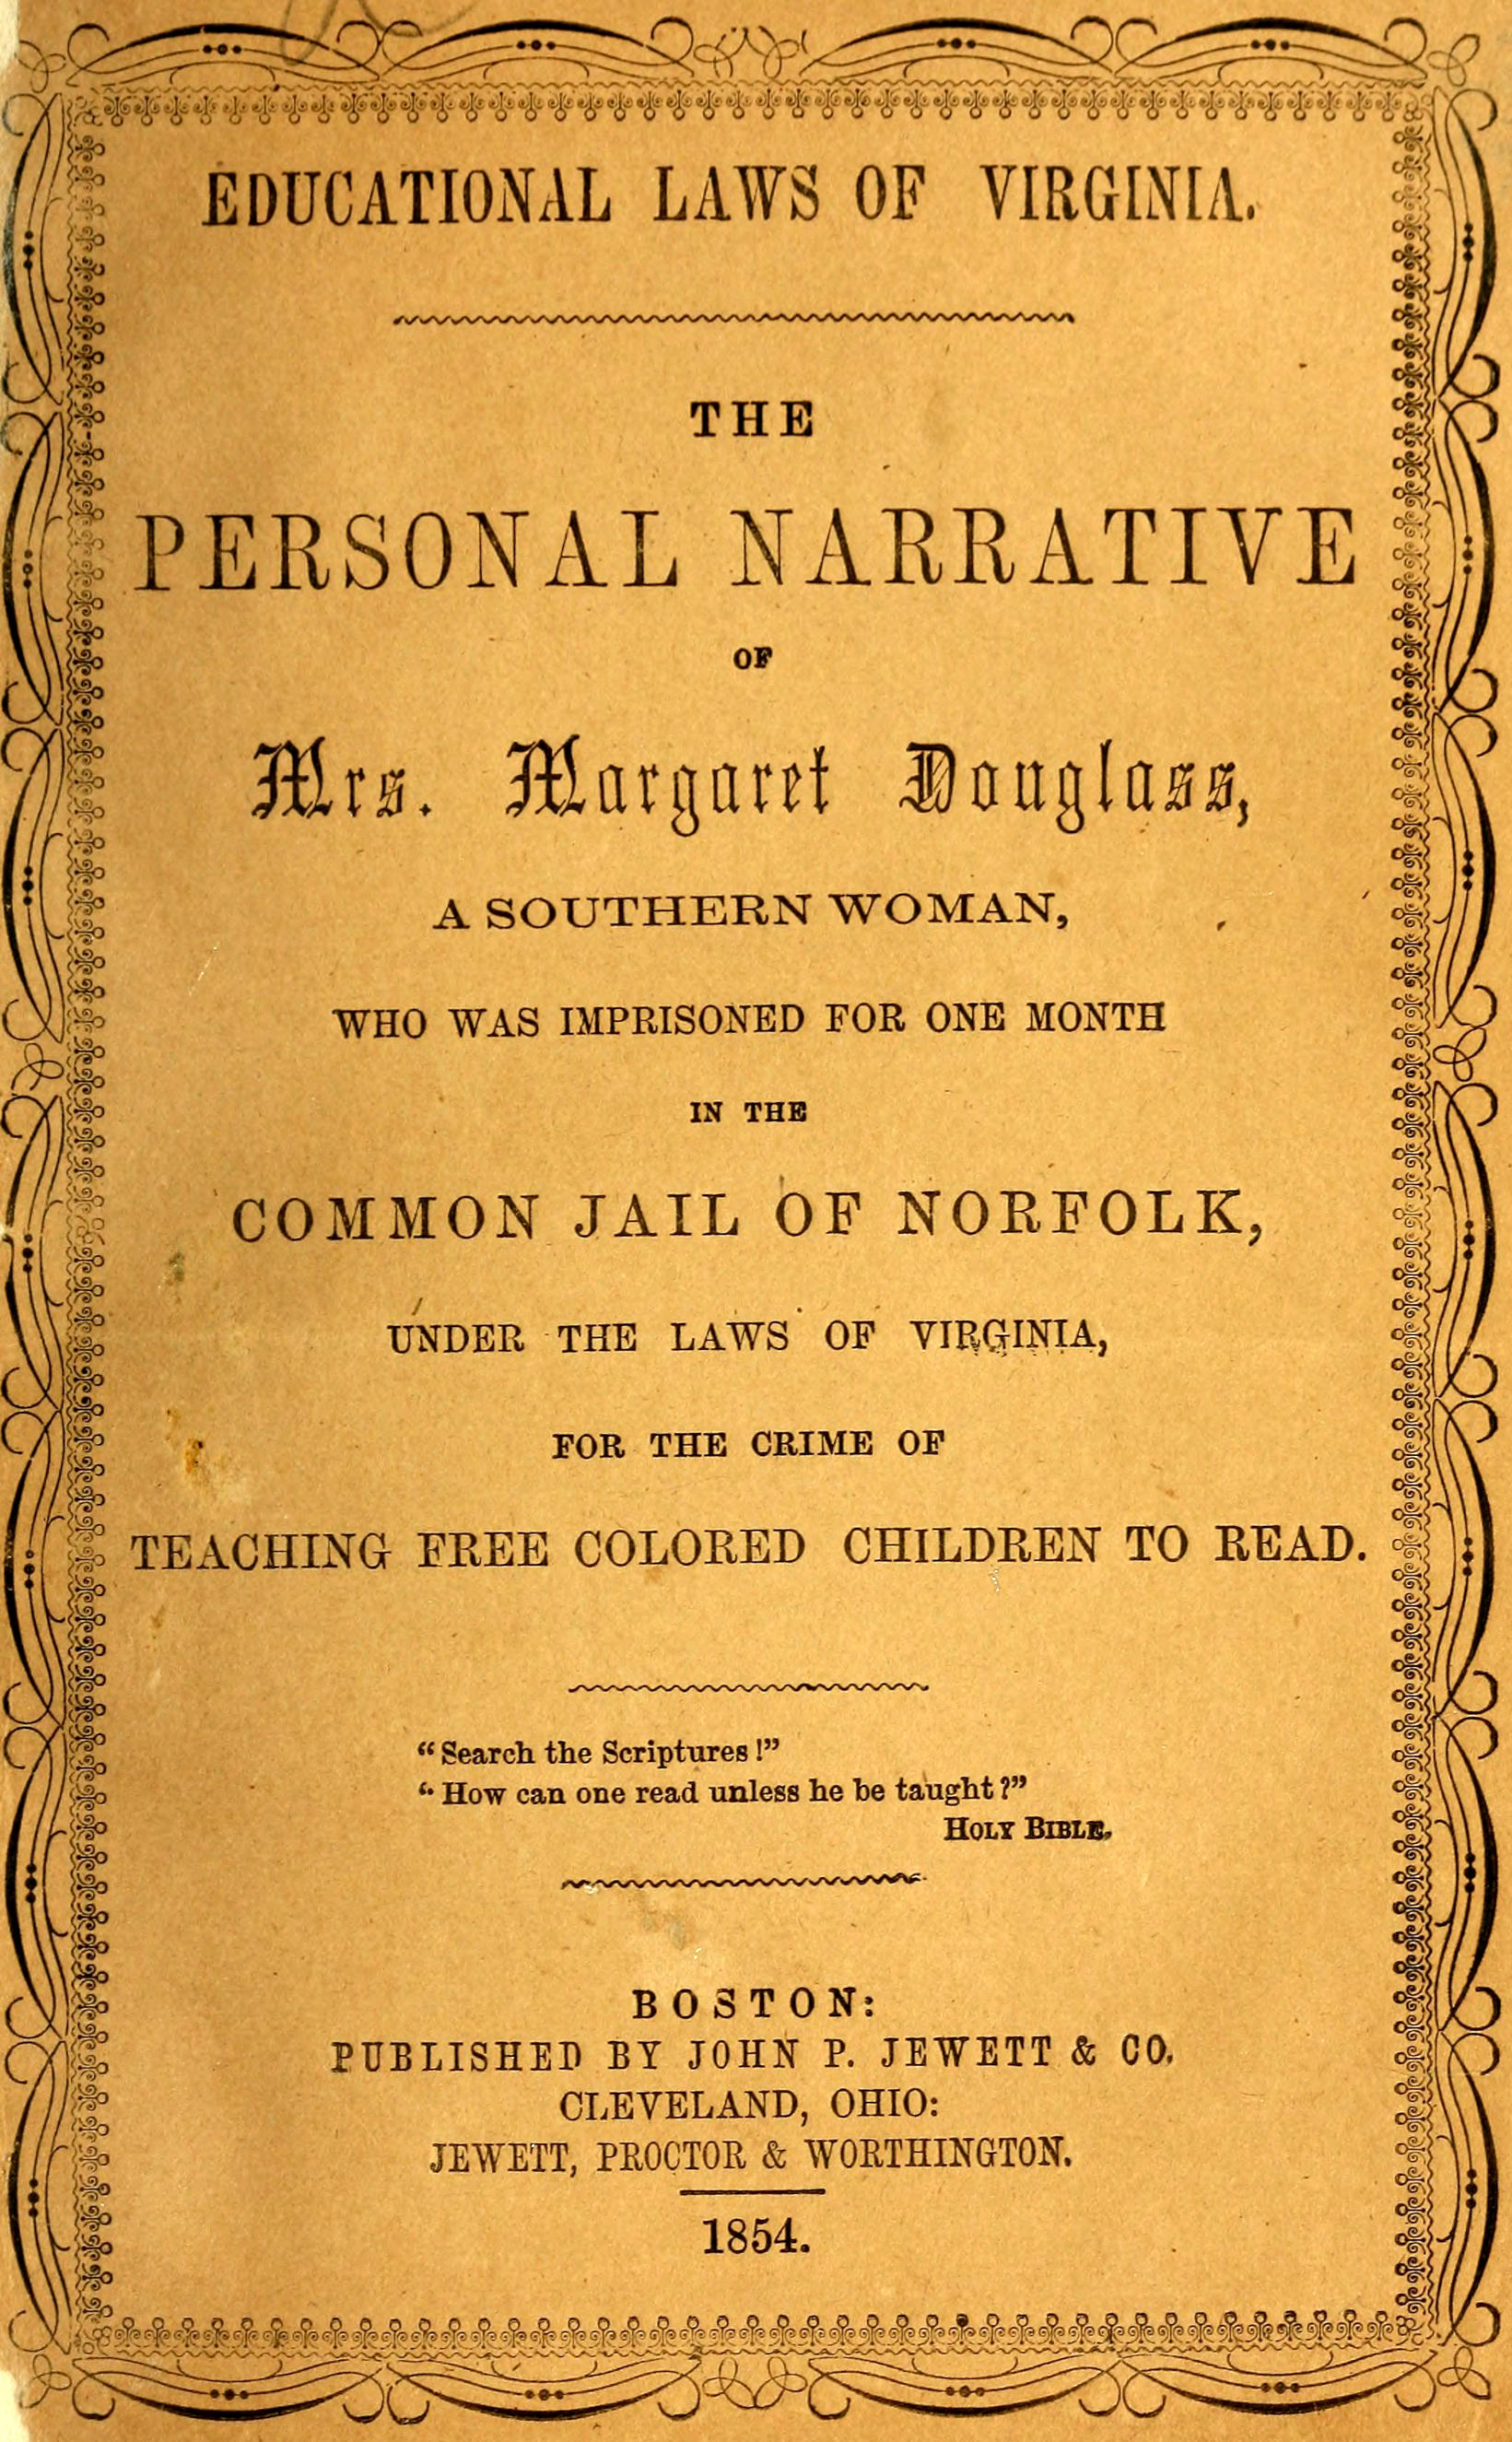 EDUCATIONAL LAWS OF VIRGINIA.
THE
PERSONAL NARRATIVE
OF
Mrs. Margaret Douglass,
A SOUTHERN WOMAN,
WHO WAS IMPRISONED FOR ONE MONTH
IN THE
COMMON JAIL OF NORFOLK,
UNDER THE LAWS OF VIRGINIA,
FOR THE CRIME OF
TEACHING FREE COLORED CHILDREN TO READ.
"Search the Scriptures!"
"How can one read unless he be taught?"
HOLY BIBLE.
BOSTON:
PUBLISHED BY JOHN P. JEWETT & CO.
CLEVELAND, OHIO:
JEWETT, PROCTOR & WORTHINGTON.
1854.